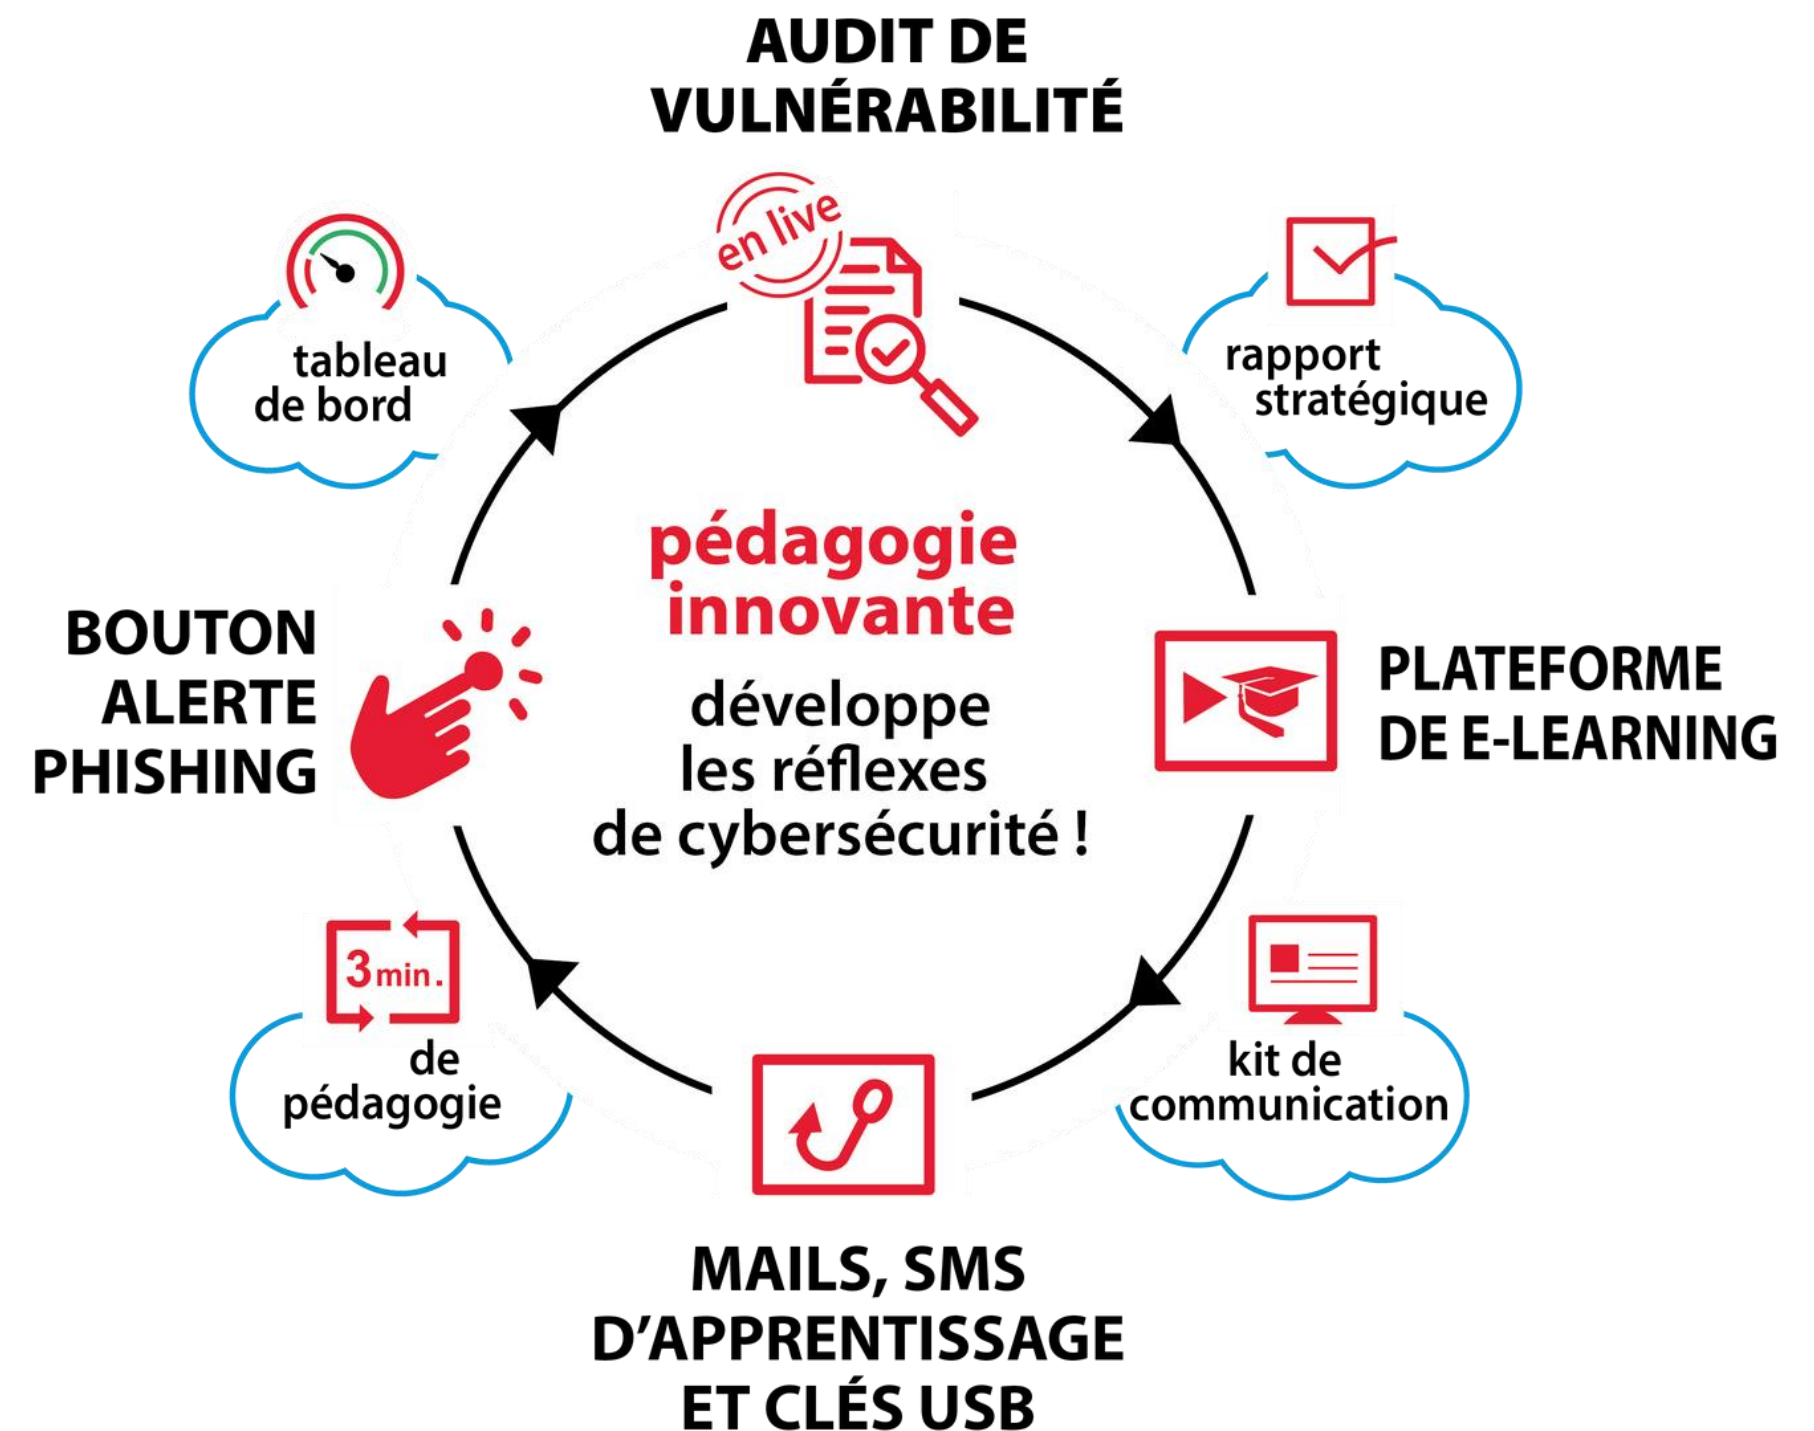 AUDIT DE
VULNÉRABILITÉ
en live
tableau
de bord
rapport
stratégique
pédagogie
innovante
développe
les réflexes
de cybersécurité !
BOUTON
ALERTE
PHISHING
PLATEFORME
DE E-LEARNING
3 min.
de
pédagogie
kit de
communication
MAILS, SMS
D’APPRENTISSAGE
ET CLÉS USB